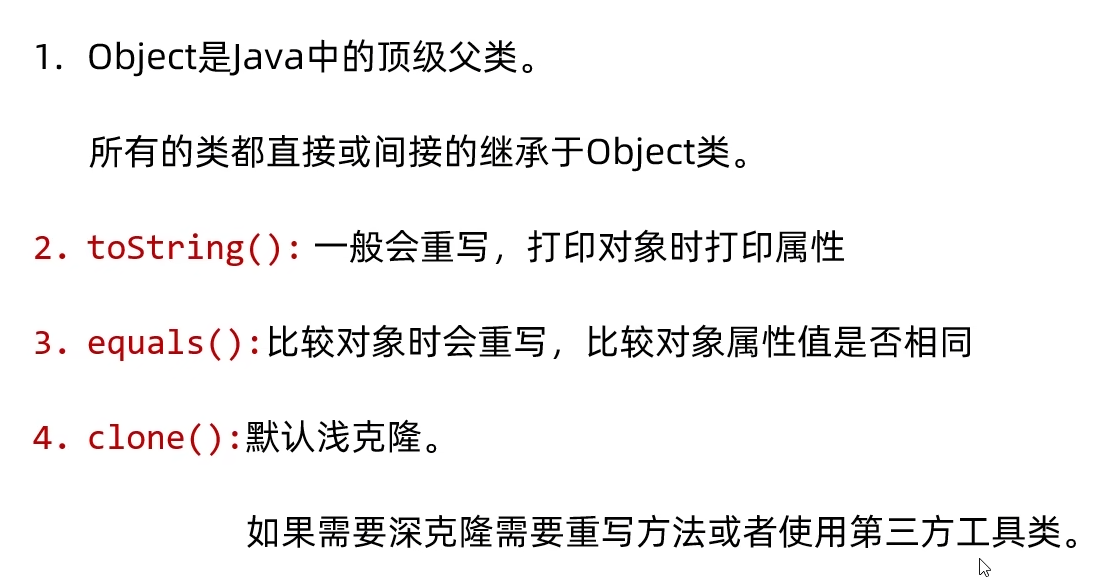 1. Object是Java中的顶级父类。
所有的类都直接或间接的继承于Object类。
2. toString(): 一般会重写，打印对象时打印属性
3. equals():比较对象时会重写，比较对象属性值是否相同
4. clone():默认浅克隆。
如果需要深克隆需要重写方法或者使用第三方工具类。